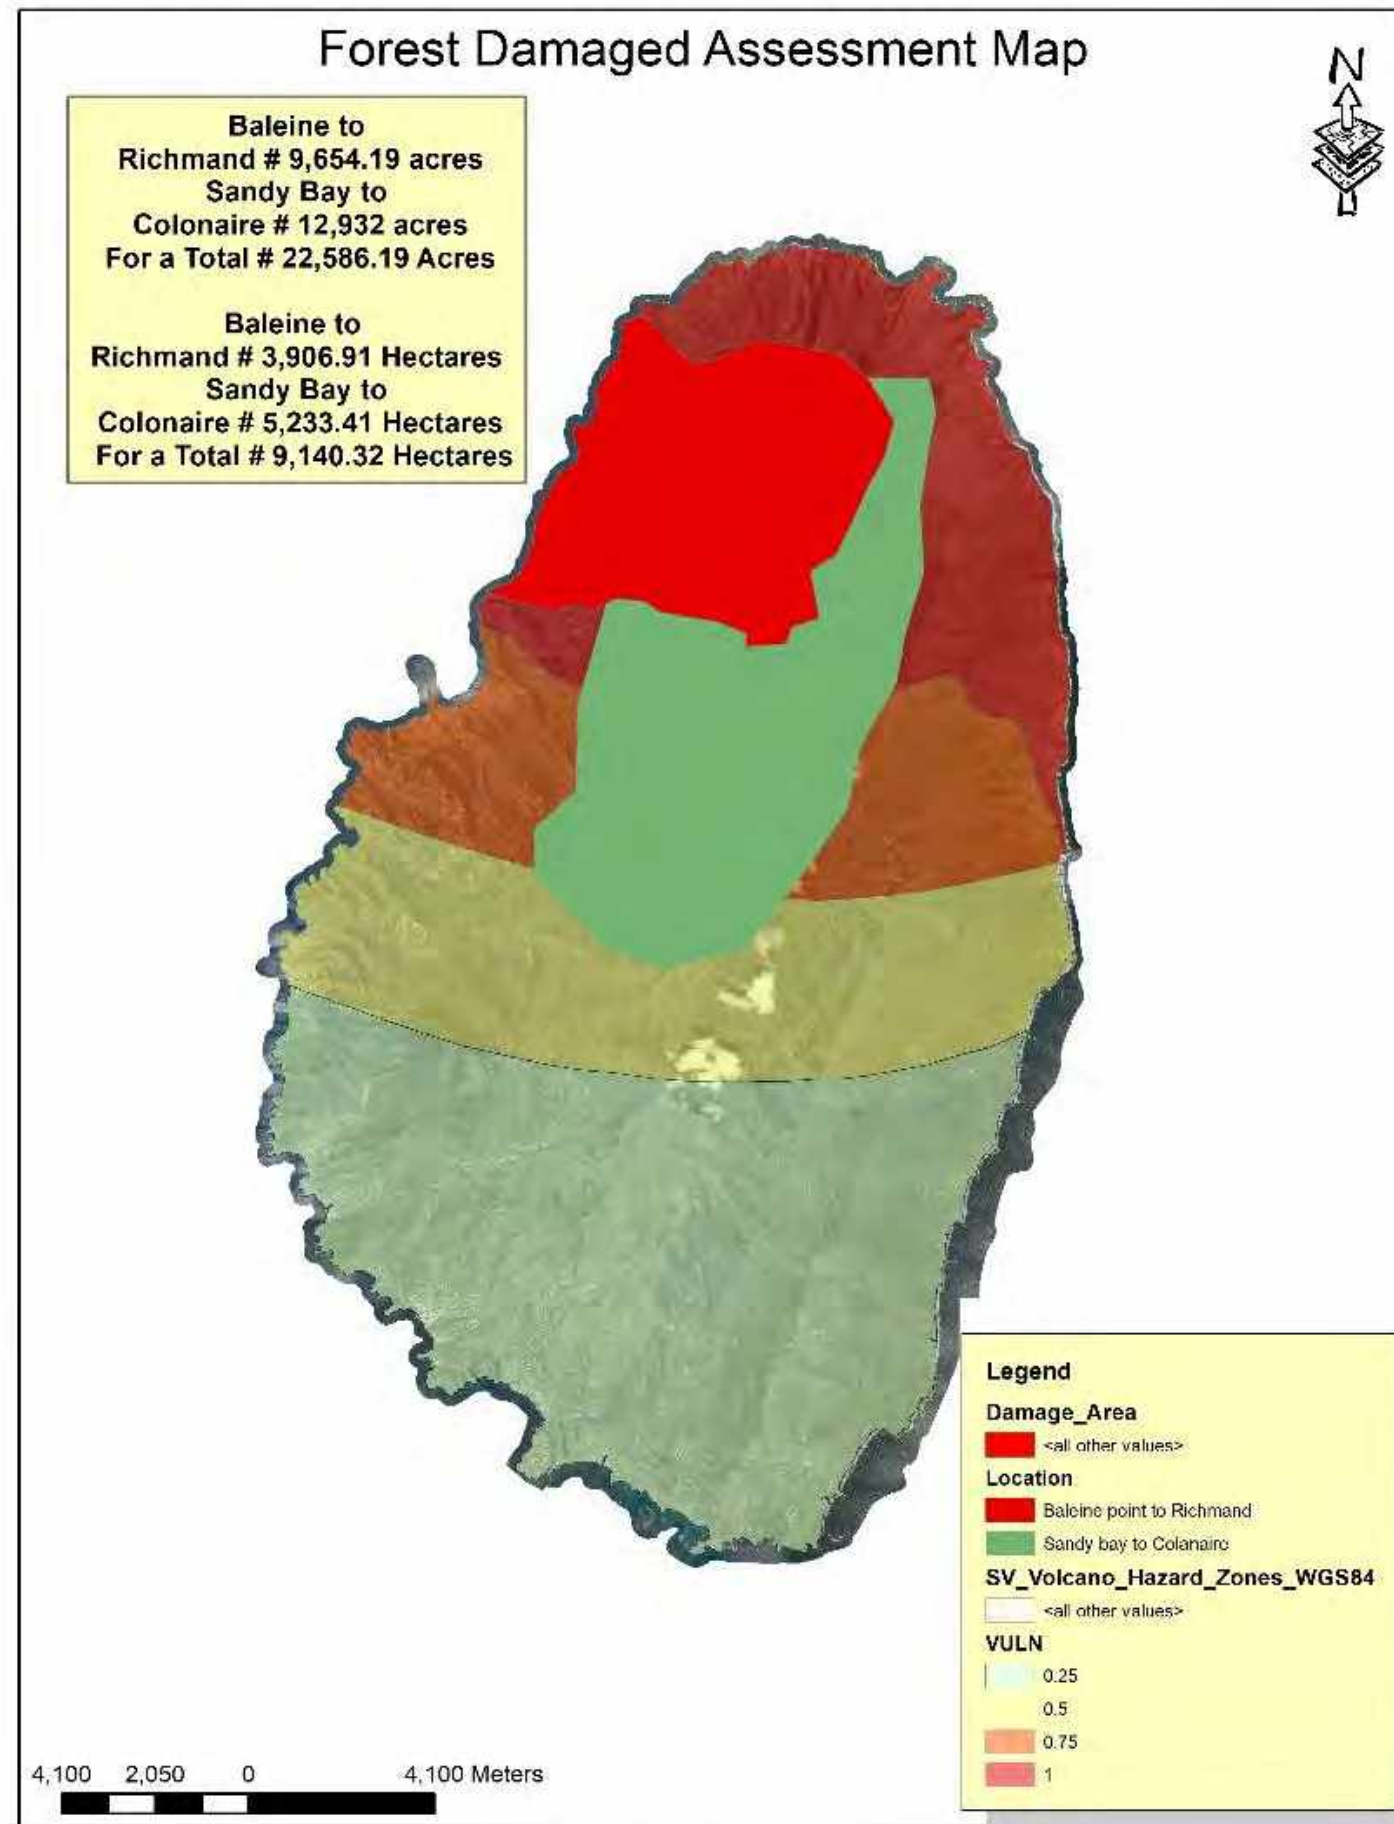 Forest Damaged Assessment Map
N
Baleine to
Richmand # 9,654.19 acres
Sandy Bay to
Colonaire # 12,932 acres
For a Total # 22,586.19 Acres
Baleine to
Richmand # 3,906.91 Hectares
Sandy Bay to
Colonaire # 5,233.41 Hectares
For a Total # 9,140.32 Hectares
Legend
Damage_Area
<all other values>
Location
Baleine point to Richmand
Sandy bay to Colanaire
SV_Volcano_Hazard_Zones_WGS84
<all other values>
VULN
0.25
0.5
0.75
1
4,100 2,050 0 4,100 Meters